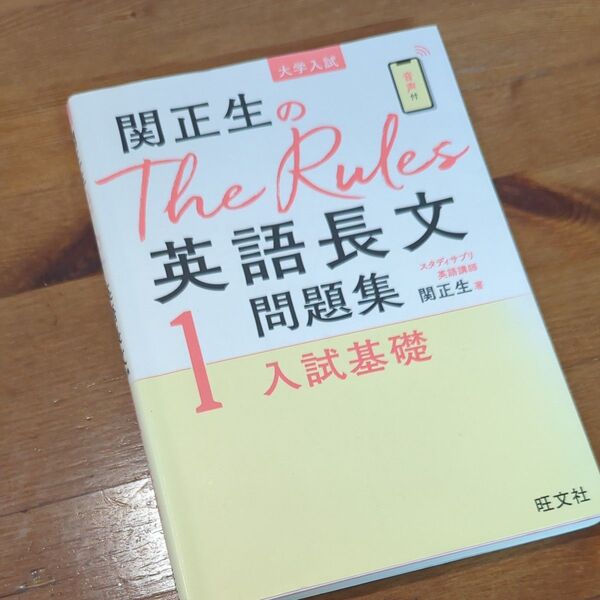 大学入試
音声付
関正生の
The Rules
英語長文
問題集
スタディサプリ
英語講師
関正生 著
1 入試基礎
旺文社